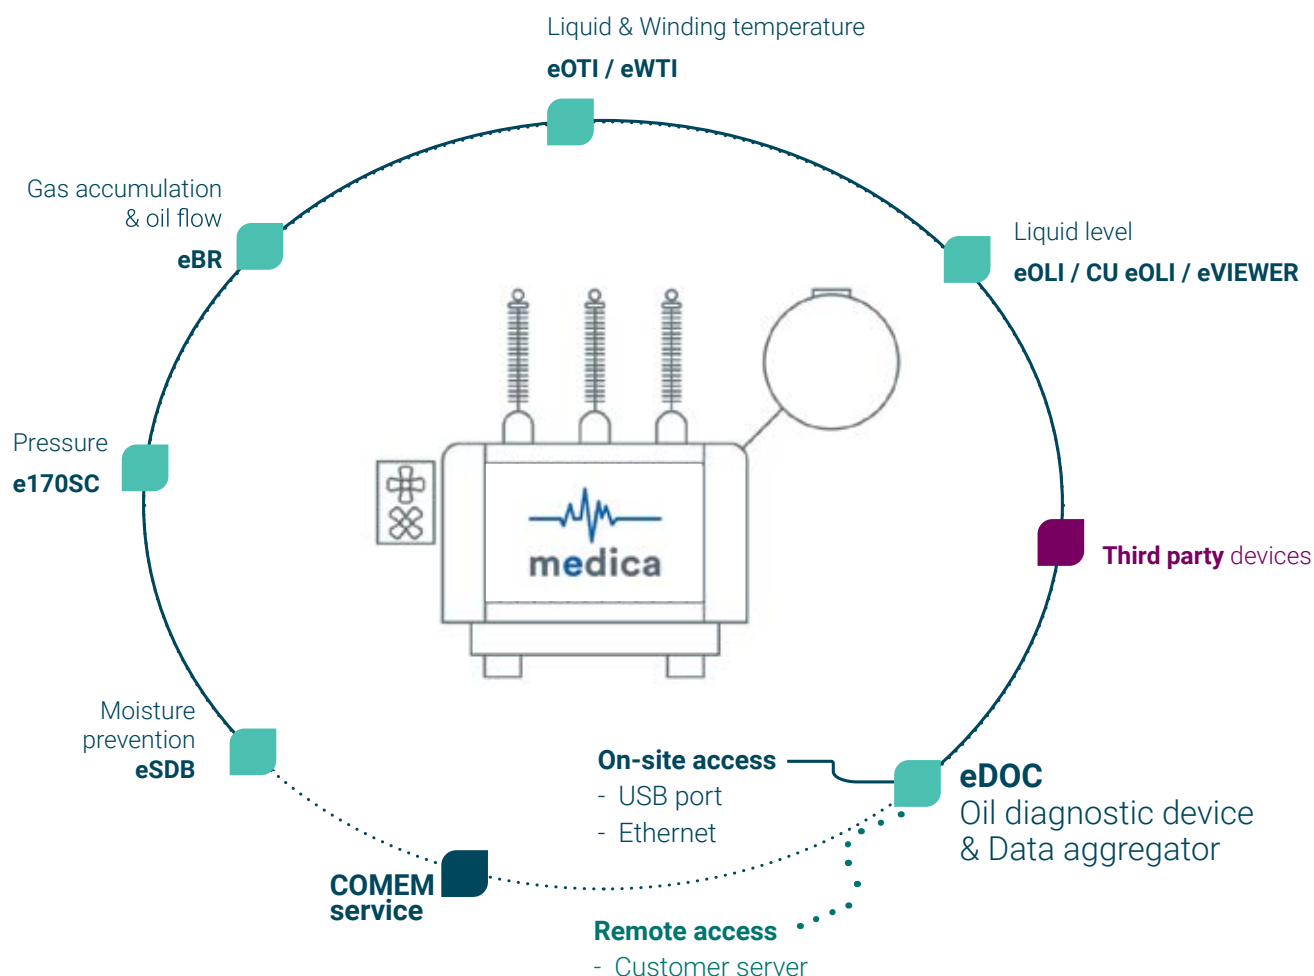 Liquid & Winding temperature
eOTI / eWTI
Gas accumulation
& oil flow
eBR
Liquid level
eOLI / CU eOLI / eVIEWER
Pressure
e170SC
medica
Third party devices
Moisture
prevention
eSDB
On-site access
- USB port
- Ethernet
eDOC
Oil diagnostic device
& Data aggregator
COMEM
service
Remote access
- Customer server